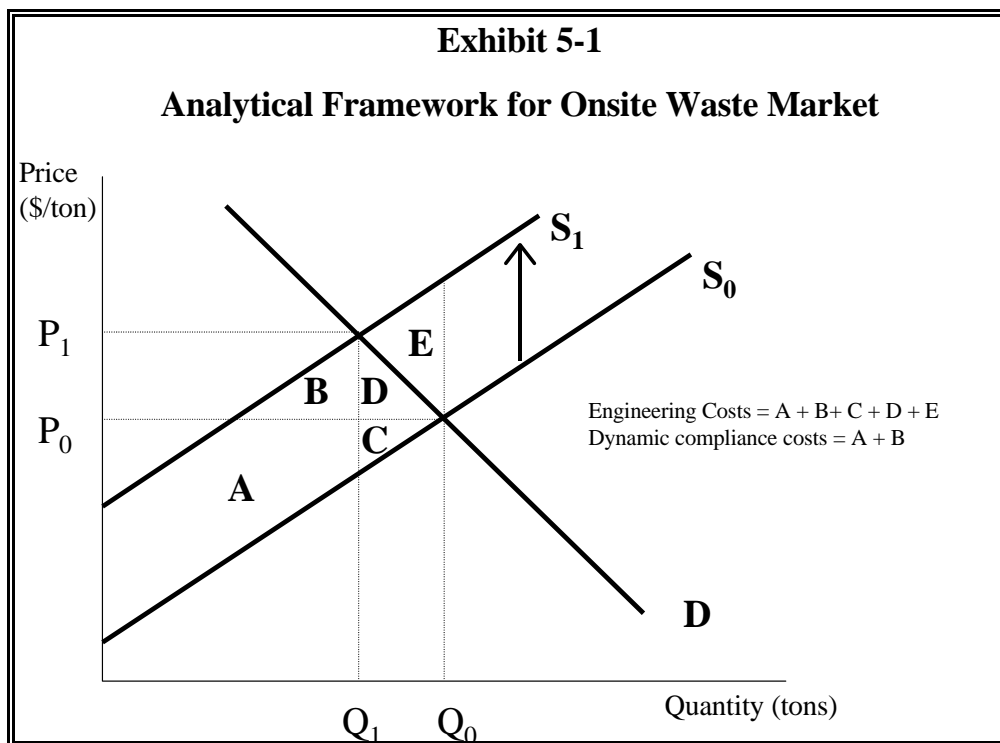 Exhibit 5-1
Analytical Framework for Onsite Waste Market
Price
($/ton)
S₁
S₀
P₁
E
B D
P₀
C
Engineering Costs = A + B+ C + D + E
Dynamic compliance costs = A + B
A
D
Quantity (tons)
Q₁ Q₀